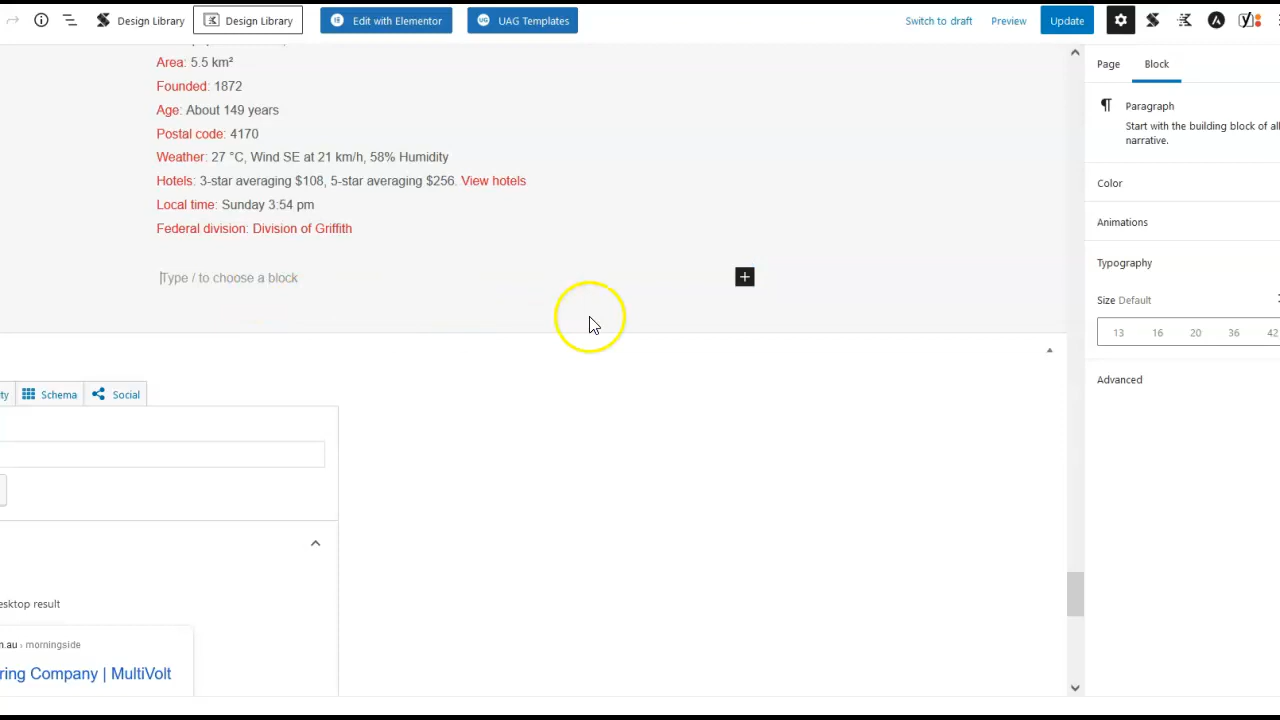 Design Library
Design Library
Edit with Elementor
UAG Templates
Switch to draft
Preview
Update
Page
Block
Area: 5.5 km²
Founded: 1872
Age: About 149 years
Postal code: 4170
Weather: 27 °C, Wind SE at 21 km/h, 58% Humidity
Hotels: 3-star averaging $108, 5-star averaging $256. View hotels
Local time: Sunday 3:54 pm
Federal division: Division of Griffith
Type / to choose a block
Paragraph
Start with the building block of all
narrative.
Color
Animations
Typography
Size Default
13 16 20 36 42
Advanced
ty
Schema
Social
esktop result
n.au › morningside
ring Company | MultiVolt